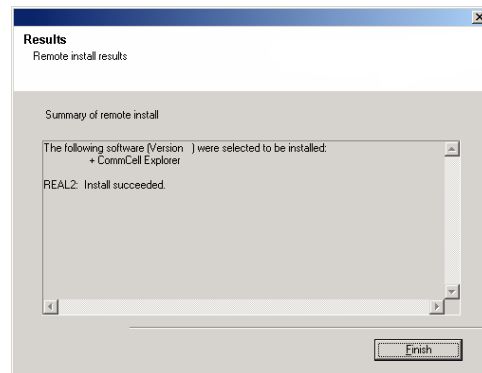 Results
Remote install results
Summary of remote install
The following software (Version   ) were selected to be installed:
+ CommCell Explorer
REAL2:  Install succeeded.
Finish